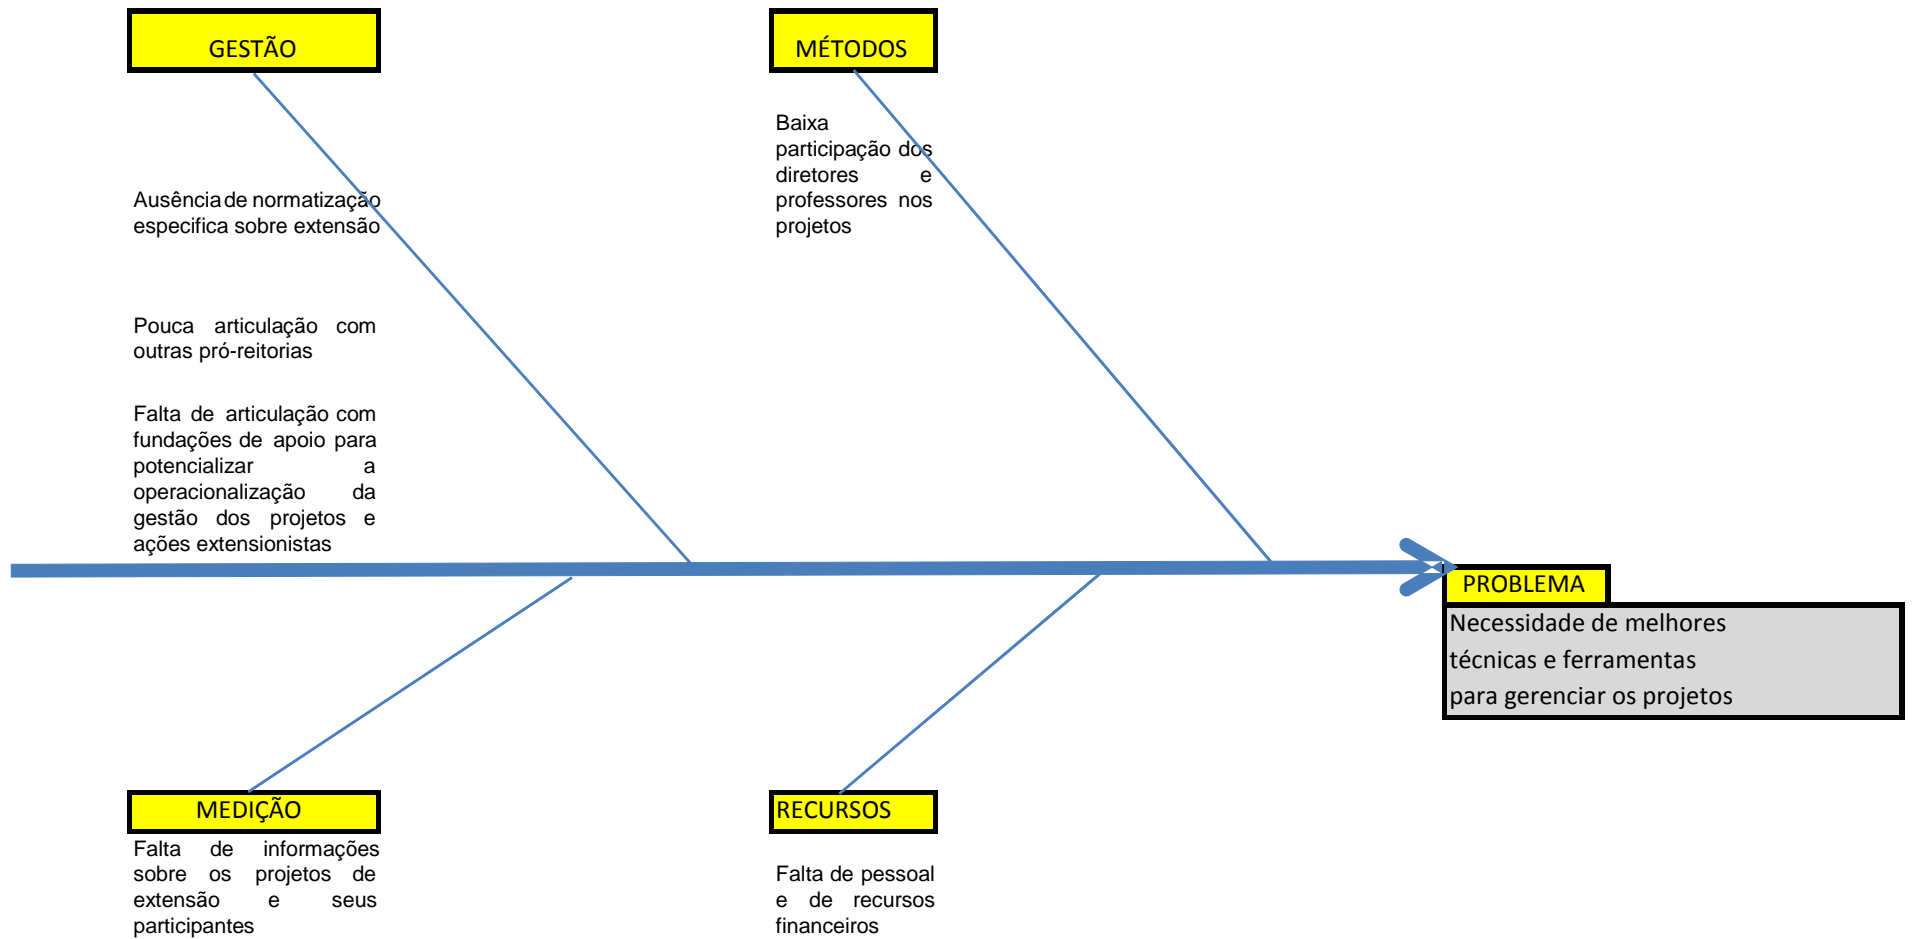 GESTÃO
Ausência de normatização
especifica sobre extensão
Pouca articulação com
outras pró-reitorias
Falta de articulação com
fundações de apoio para
potencializar a
operacionalização da
gestão dos projetos e
ações extensionistas
MÉTODOS
Baixa
participação dos
diretores e
professores nos
projetos
PROBLEMA
Necessidade de melhores
técnicas e ferramentas
para gerenciar os projetos
MEDIÇÃO
Falta de informações
sobre os projetos de
extensão e seus
participantes
RECURSOS
Falta de pessoal
e de recursos
financeiros